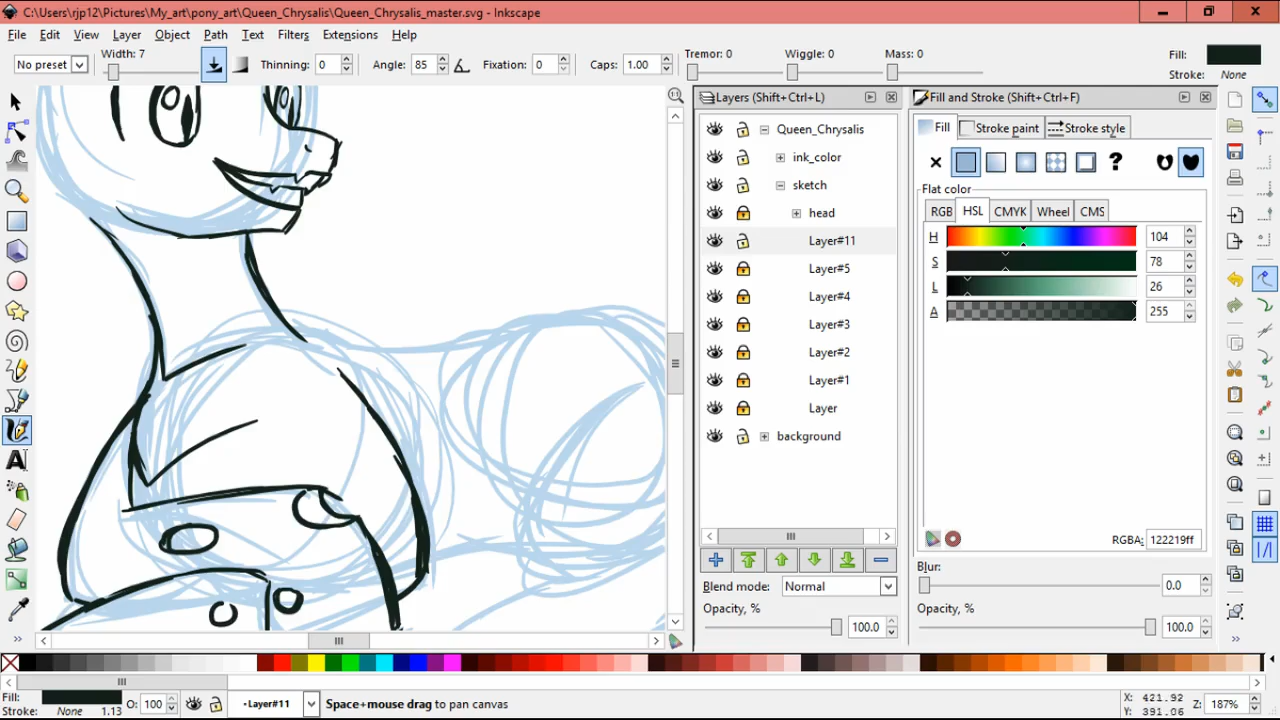 C:\Users\rjp12\Pictures\My_art\pony_art\Queen_Chrysalis\Queen_Chrysalis_master.svg - Inkscape
File Edit View Layer Object Path Text Filters Extensions Help
No preset Width: 7 Thinning: 0 Angle: 85 Fixation: 0 Caps: 1.00 Tremor: 0 Wiggle: 0 Mass: 0 Fill:
Stroke: None
Layers (Shift+Ctrl+L) Fill and Stroke (Shift+Ctrl+F)
Queen_Chrysalis
ink_color
sketch
head
Layer#11
Layer#5
Layer#4
Layer#3
Layer#2
Layer#1
Layer
background
Blend mode: Normal
Opacity, % 100.0
Fill Stroke paint Stroke style
?
Flat color
RGB HSL CMYK Wheel CMS
H 104
S 78
L 26
A 255
RGBA: 122219ff
Blur:
0.0
Opacity, %
100.0
1:1
A
Fill:
Stroke: None 1.13
O: 100
•Layer#11
Space+mouse drag to pan canvas
X: 421.92
Y: 391.06
Z: 187%